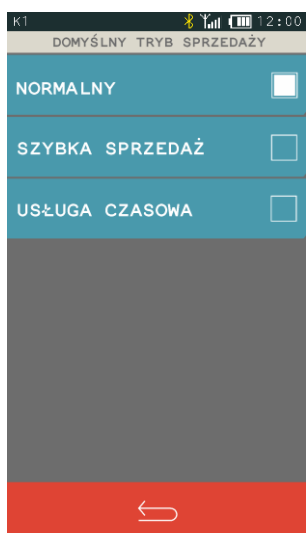 K1 12:00
DOMYŚLNY TRYB SPRZEDAŻY
NORMALNY
SZYBKA SPRZEDAŻ
USŁUGA CZASOWA